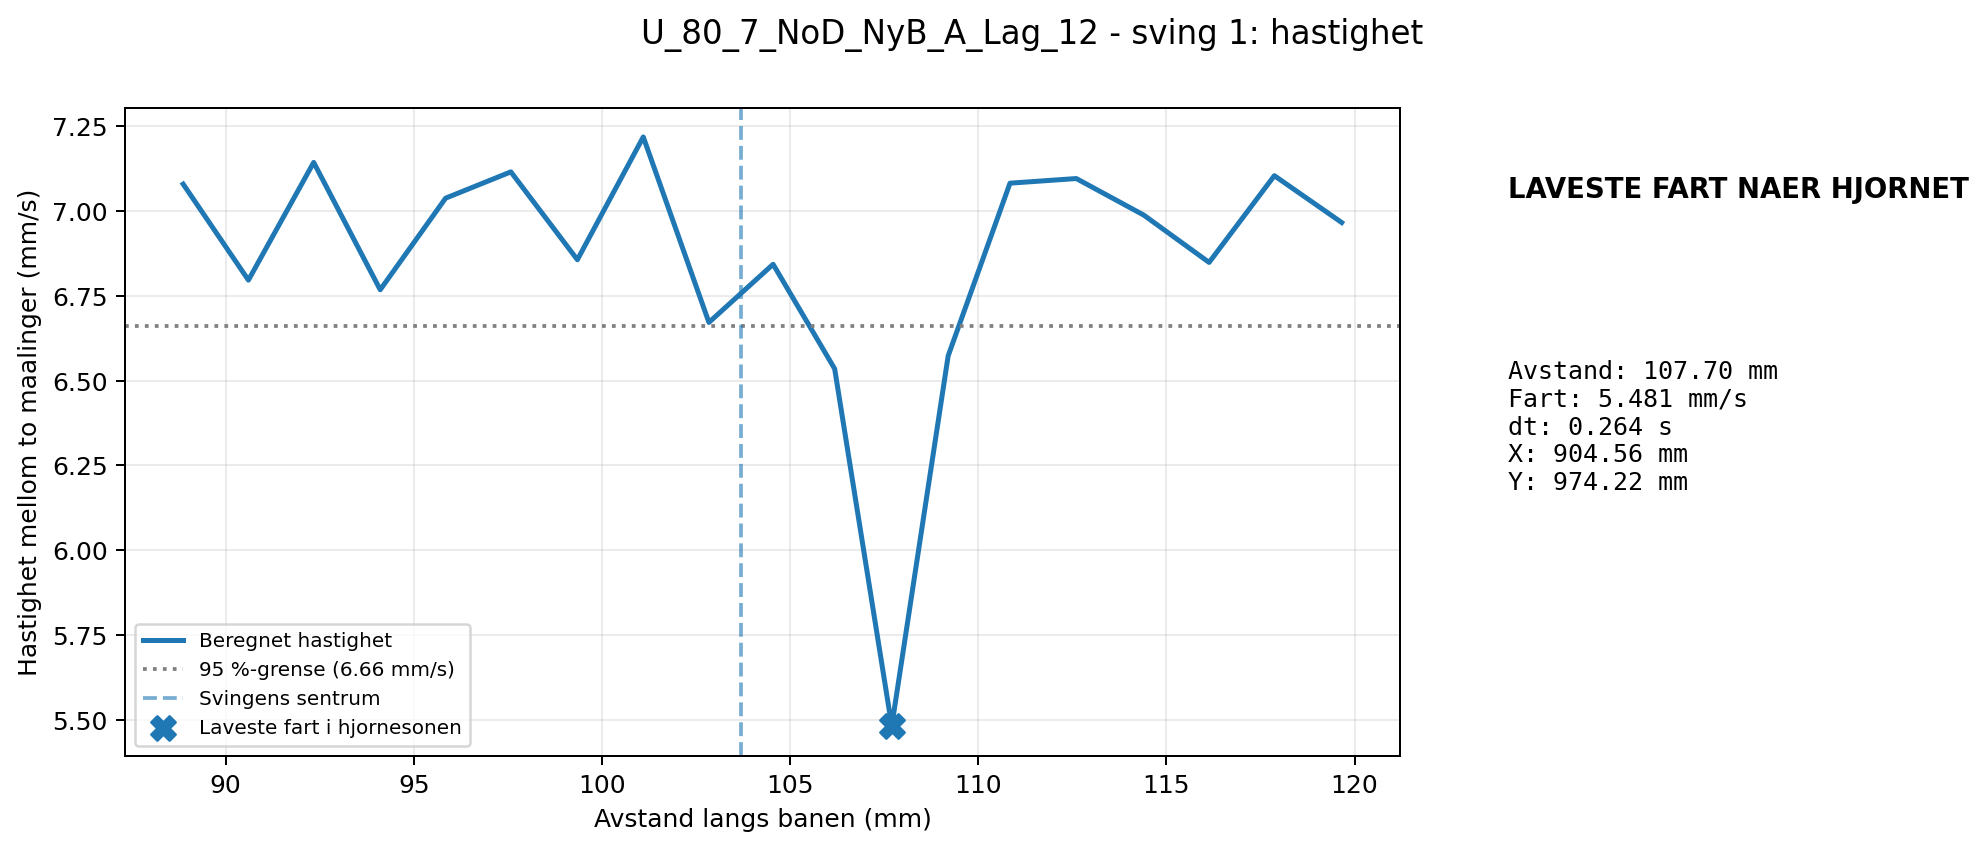 U_80_7_NoD_NyB_A_Lag_12 - sving 1: hastighet
7.25
7.00
6.75
6.50
6.25
6.00
5.75
5.50
Hastighet mellom to maalinger (mm/s)
Beregnet hastighet
95 %-grense (6.66 mm/s)
Svingens sentrum
Laveste fart i hjornesonen
90
95
100
105
110
115
120
Avstand langs banen (mm)
LAVESTE FART NAER HJORNET
Avstand: 107.70 mm
Fart: 5.481 mm/s
dt: 0.264 s
X: 904.56 mm
Y: 974.22 mm